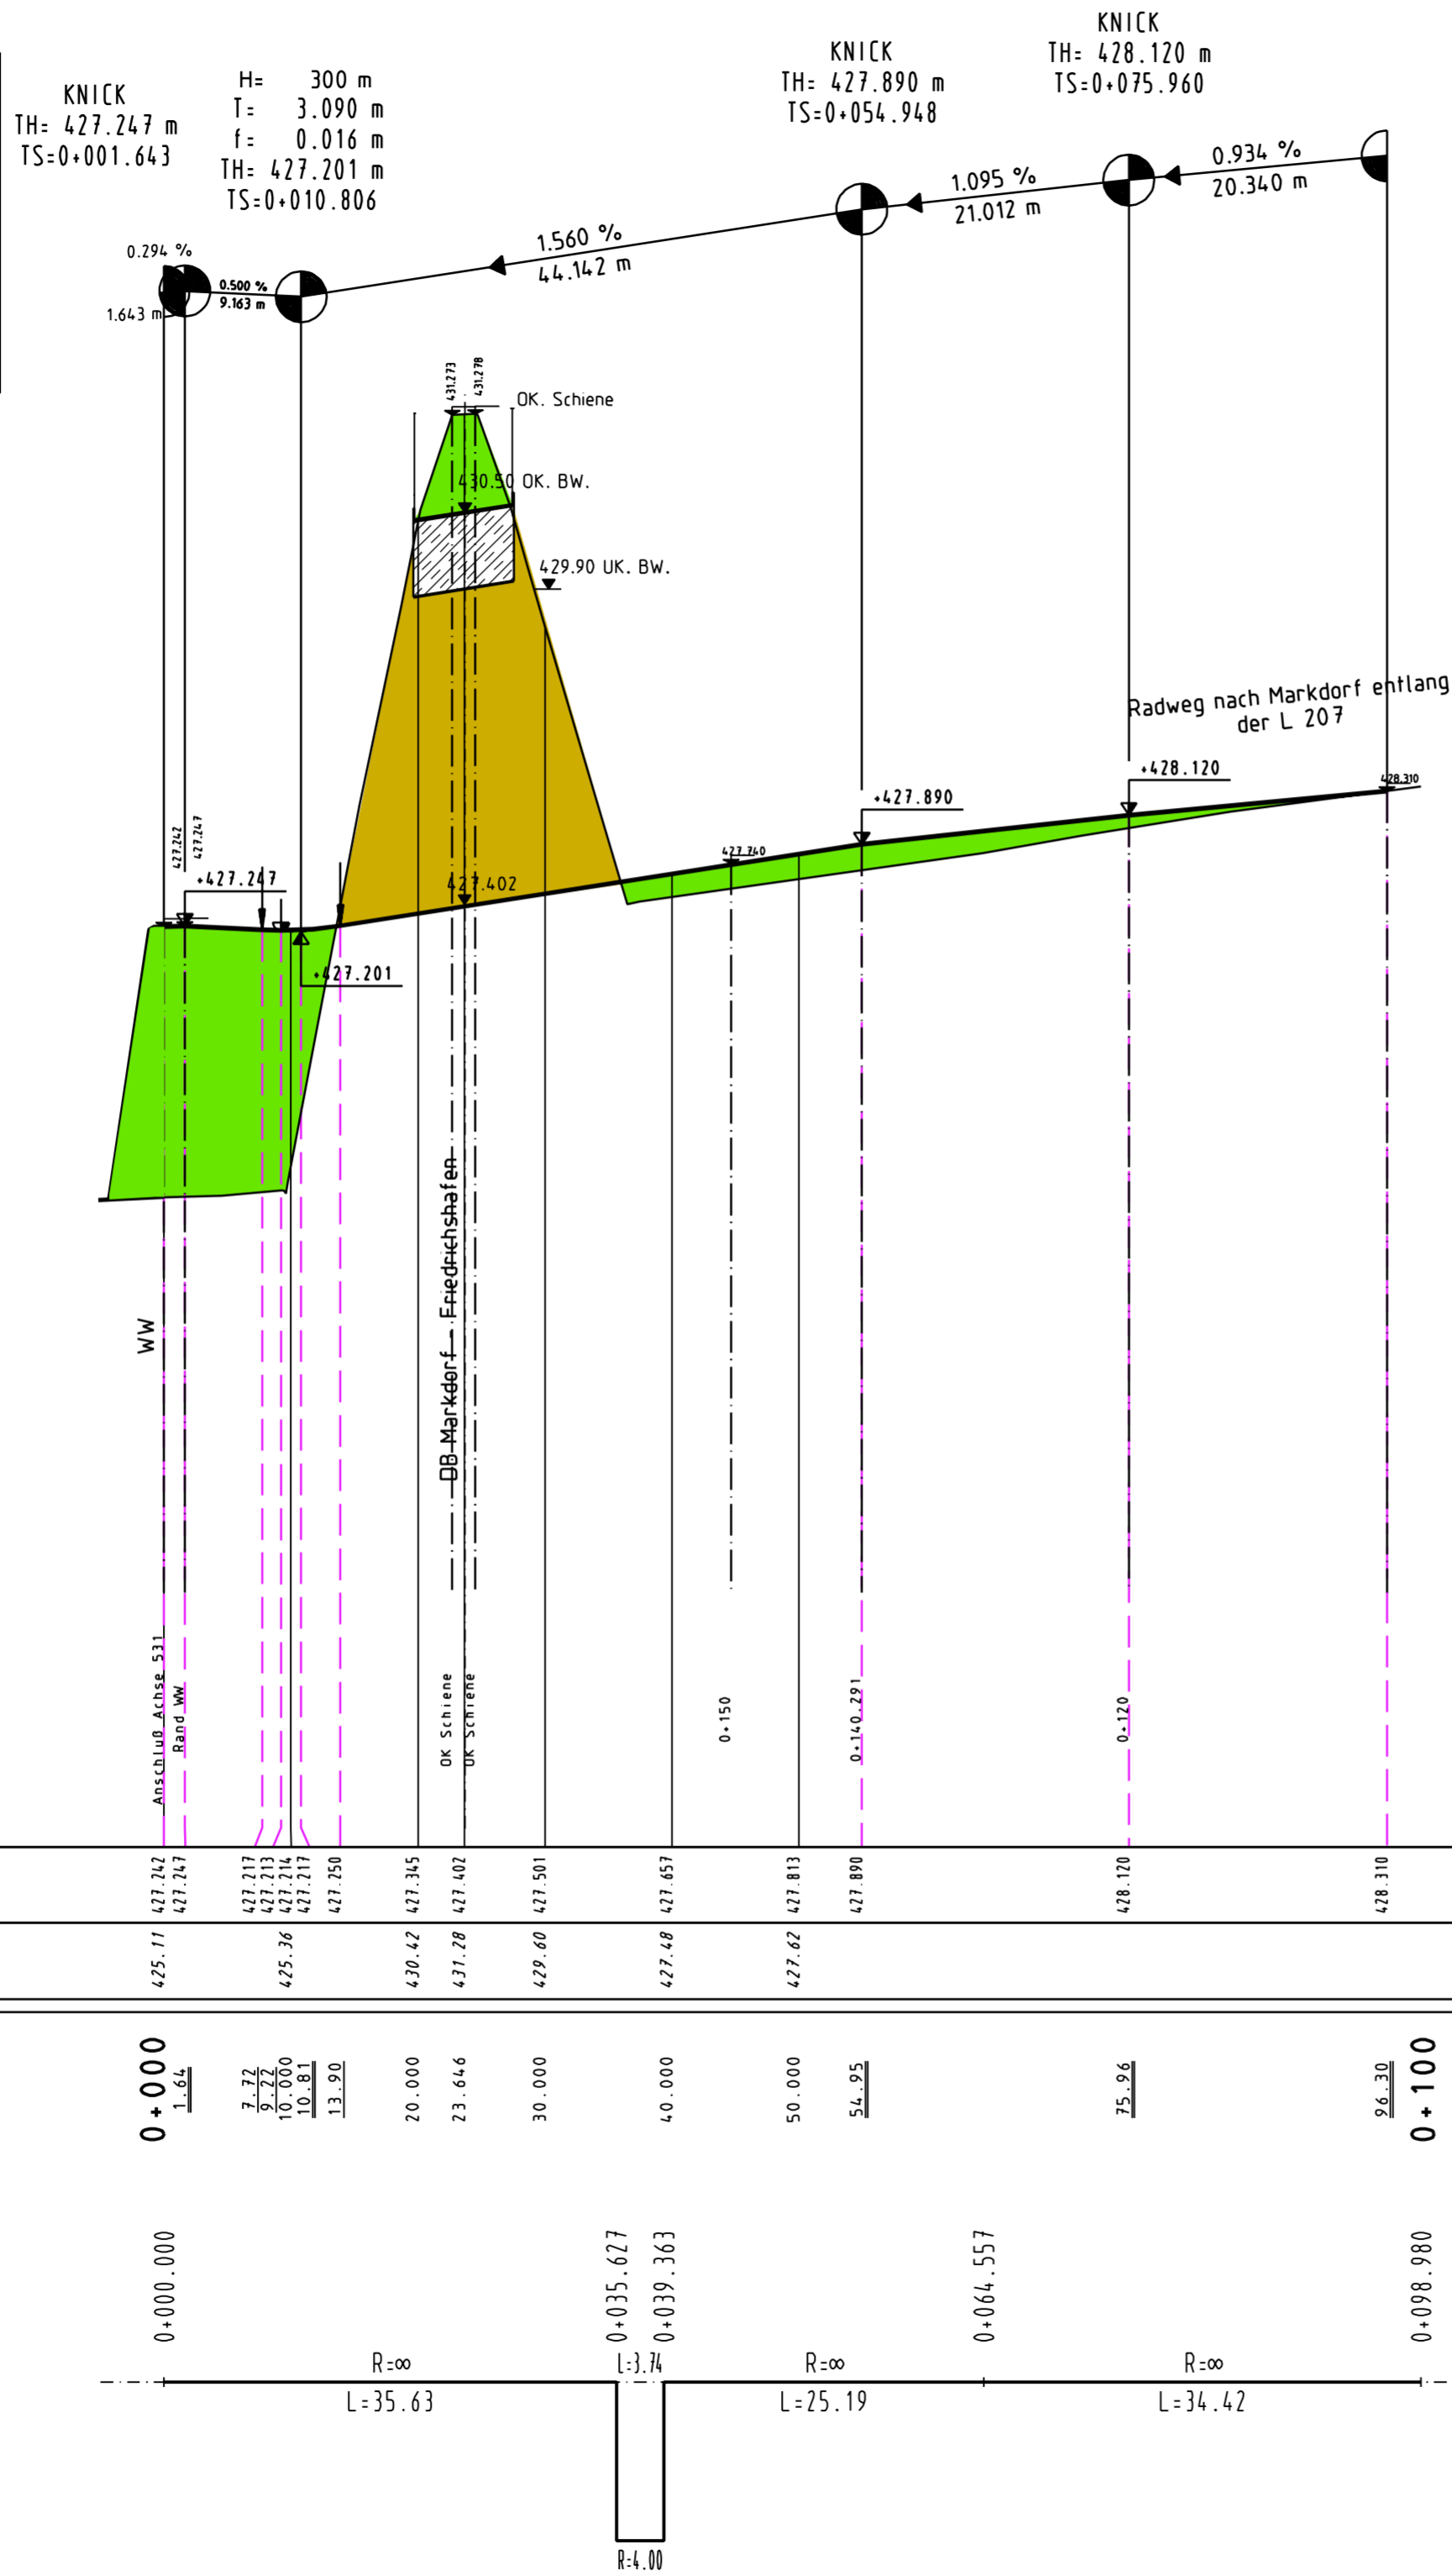 KNICK
TH= 428.120 m
TS=0+075.960
KNICK
TH= 427.890 m
TS=0+054.948
KNICK
TH= 427.247 m
TS=0+001.643
H= 300 m
T= 3.090 m
f= 0.016 m
TH= 427.201 m
TS=0+010.806
0.934 %
20.340 m
1.095 %
21.012 m
1.560 %
44.142 m
0.294 %
1.643 m
0.500 %
9.163 m
431.273
431.278
OK. Schiene
430.50 OK. BW.
429.90 UK. BW.
Radweg nach Markdorf entlang
der L 207
+428.120
428.310
+427.890
427.740
427.242
427.247
+427.247
427.402
+427.201
WW
DB Markdorf - Friedrichshafen
Anschluß Achse 531
Rand WW
OK Schiene
OK Schiene
0+150
0+140.291
0+120
427.242
427.247
427.217
427.213
427.214
427.217
427.250
427.345
427.402
427.501
427.657
427.813
427.890
428.120
428.310
425.11
425.36
430.42
431.28
429.60
427.48
427.62
0+000
1.64
7.72
9.22
10.000
10.81
13.90
20.000
23.646
30.000
40.000
50.000
54.95
75.96
96.30
0+100
0+000.000
0+035.627
0+039.363
0+064.557
0+098.980
R=∞
L=3.74
R=∞
R=∞
L=35.63
L=25.19
L=34.42
R=4.00